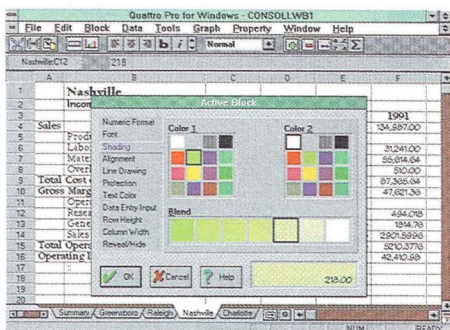 Quattro Pro for Windows - CONSOLI.WB1
File Edit Block Data Tools Graph Property Window Help
Normal
Nashville:C12 218
A B C D E F
1 Nashville
2 Incom
3 1991
4 Sales 134,987.00
5 Produ
6 Labo 31,241.00
7 Mate 55,614.64
8 Overl 510.00
9 Total Cost 87,365.64
10 Gross Marg 47,621.36
11 Oper
12 Resea 494.018
13 Gene 1814.76
14 Sales 2901.5996
15 Total Opera 5210.3776
16 Operating I 42,410.98
17
18
19
20
Active Block
Numeric Format
Font
Shading
Alignment
Line Drawing
Protection
Text Color
Data Entry Input
Row Height
Column Width
Reveal/Hide
Color 1 Color 2
Blend
OK Cancel Help 218.00
Summary Greensboro Raleigh Nashville Charlotte G
NUM READY